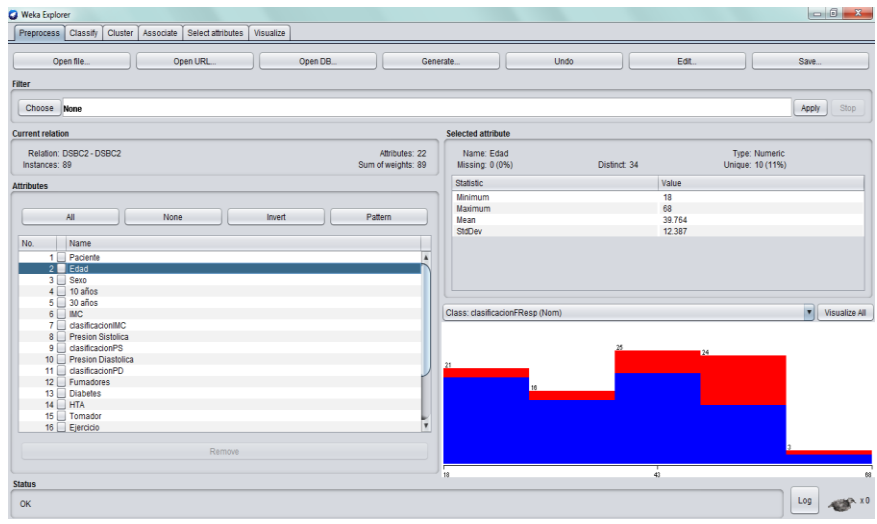 Weka Explorer
Preprocess Classify Cluster Associate Select attributes Visualize
Open file... Open URL... Open DB... Generate... Undo Edit... Save...
Filter
Choose None Apply Stop
Current relation
Relation: DSBC2 - DSBC2 Attributes: 22
Instances: 89 Sum of weights: 89
Attributes
All None Invert Pattern
No. Name
1 Paciente
2 Edad
3 Sexo
4 10 años
5 30 años
6 IMC
7 clasificacionIMC
8 Presion Sistolica
9 clasificacionPS
10 Presion Diastolica
11 clasificacionPD
12 Fumadores
13 Diabetes
14 HTA
15 Tomador
16 Ejercicio
Remove
Selected attribute
Name: Edad Type: Numeric
Missing: 0 (0%) Distinct: 34 Unique: 10 (11%)
Statistic Value
Minimum 18
Maximum 68
Mean 39.764
StdDev 12.387
Class: clasificacionFResp (Nom) Visualize All
21 16 25 24 3
18 43 68
Status
OK
Log x 0